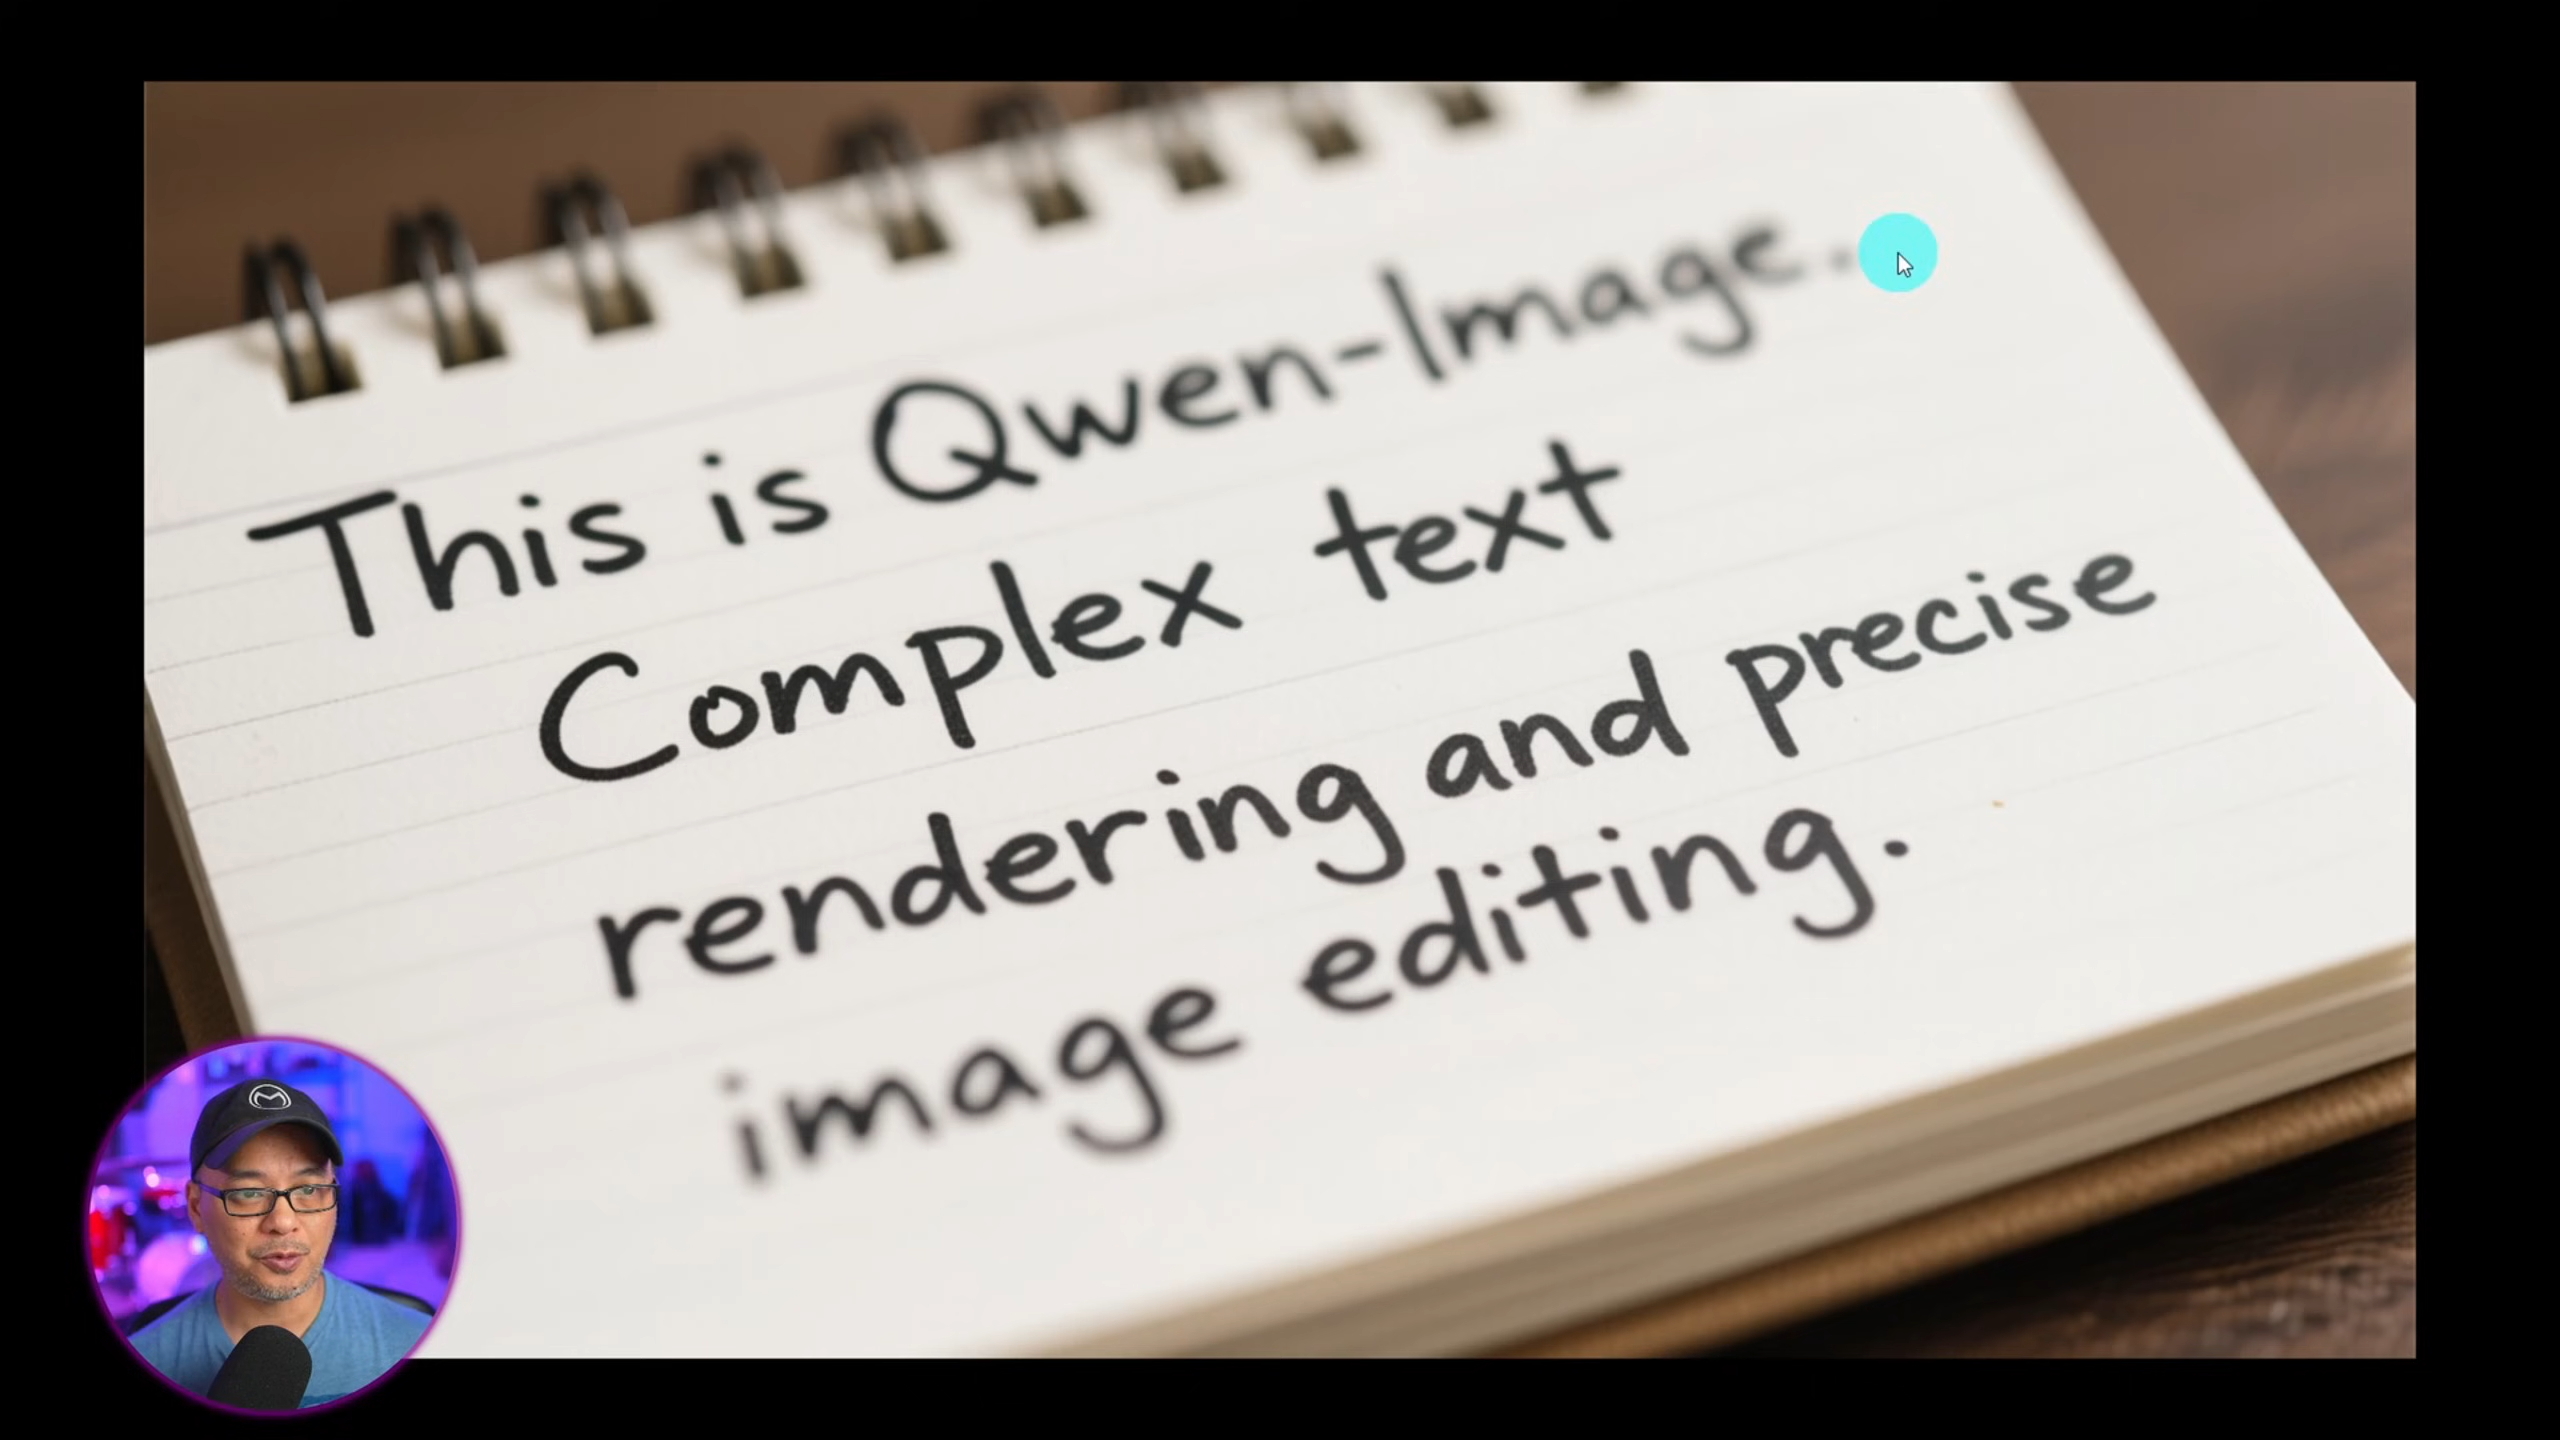 This is Qwen-Image.
Complex text
rendering and precise
image editing.